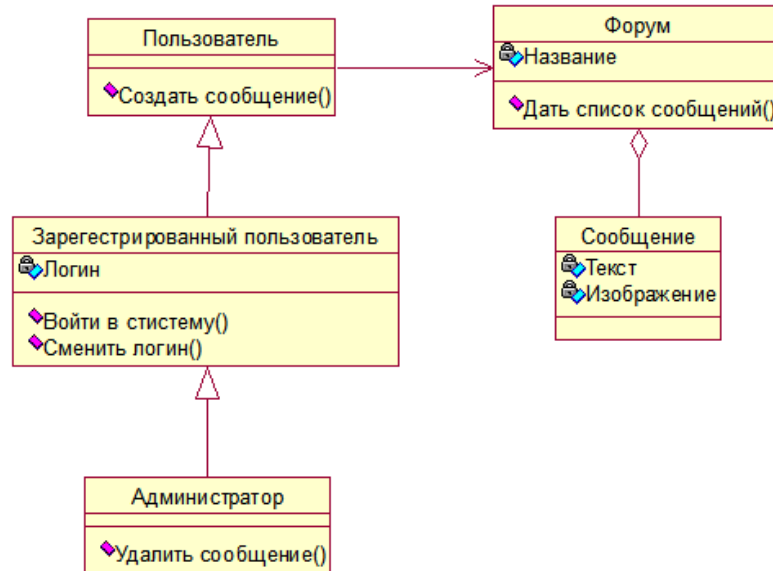 Пользователь
Создать сообщение()
Форум
Название
Дать список сообщений()
Зарегестрированный пользователь
Логин
Войти в стистему()
Сменить логин()
Сообщение
Текст
Изображение
Администратор
Удалить сообщение()